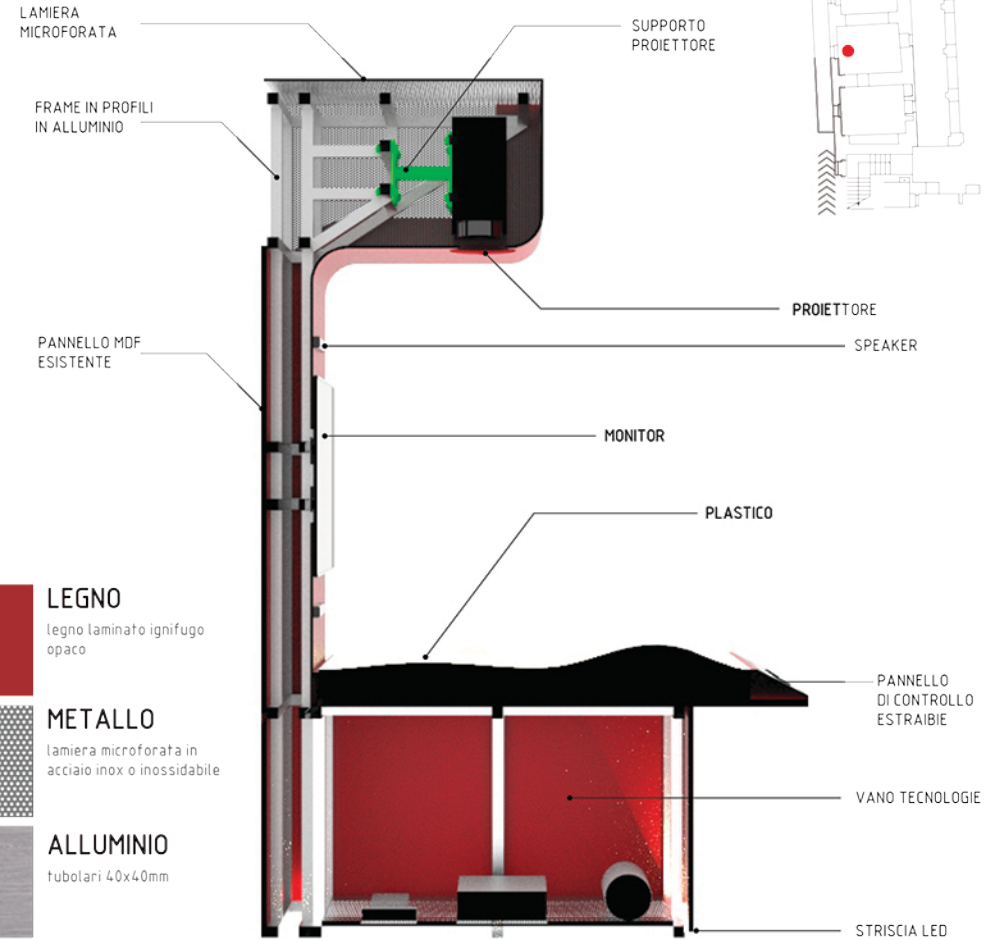 LAMIERA
MICROFORATA
SUPPORTO
PROIETTORE
FRAME IN PROFILI
IN ALLUMINIO
PROIETTORE
PANNELLO MDF
ESISTENTE
SPEAKER
MONITOR
PLASTICO
LEGNO
legno laminato ignifugo
opaco
PANNELLO
DI CONTROLLO
ESTRAIBIE
METALLO
lamiera microforata in
acciaio inox o inossidabile
VANO TECNOLOGIE
ALLUMINIO
tubolari 40x40mm
STRISCIA LED